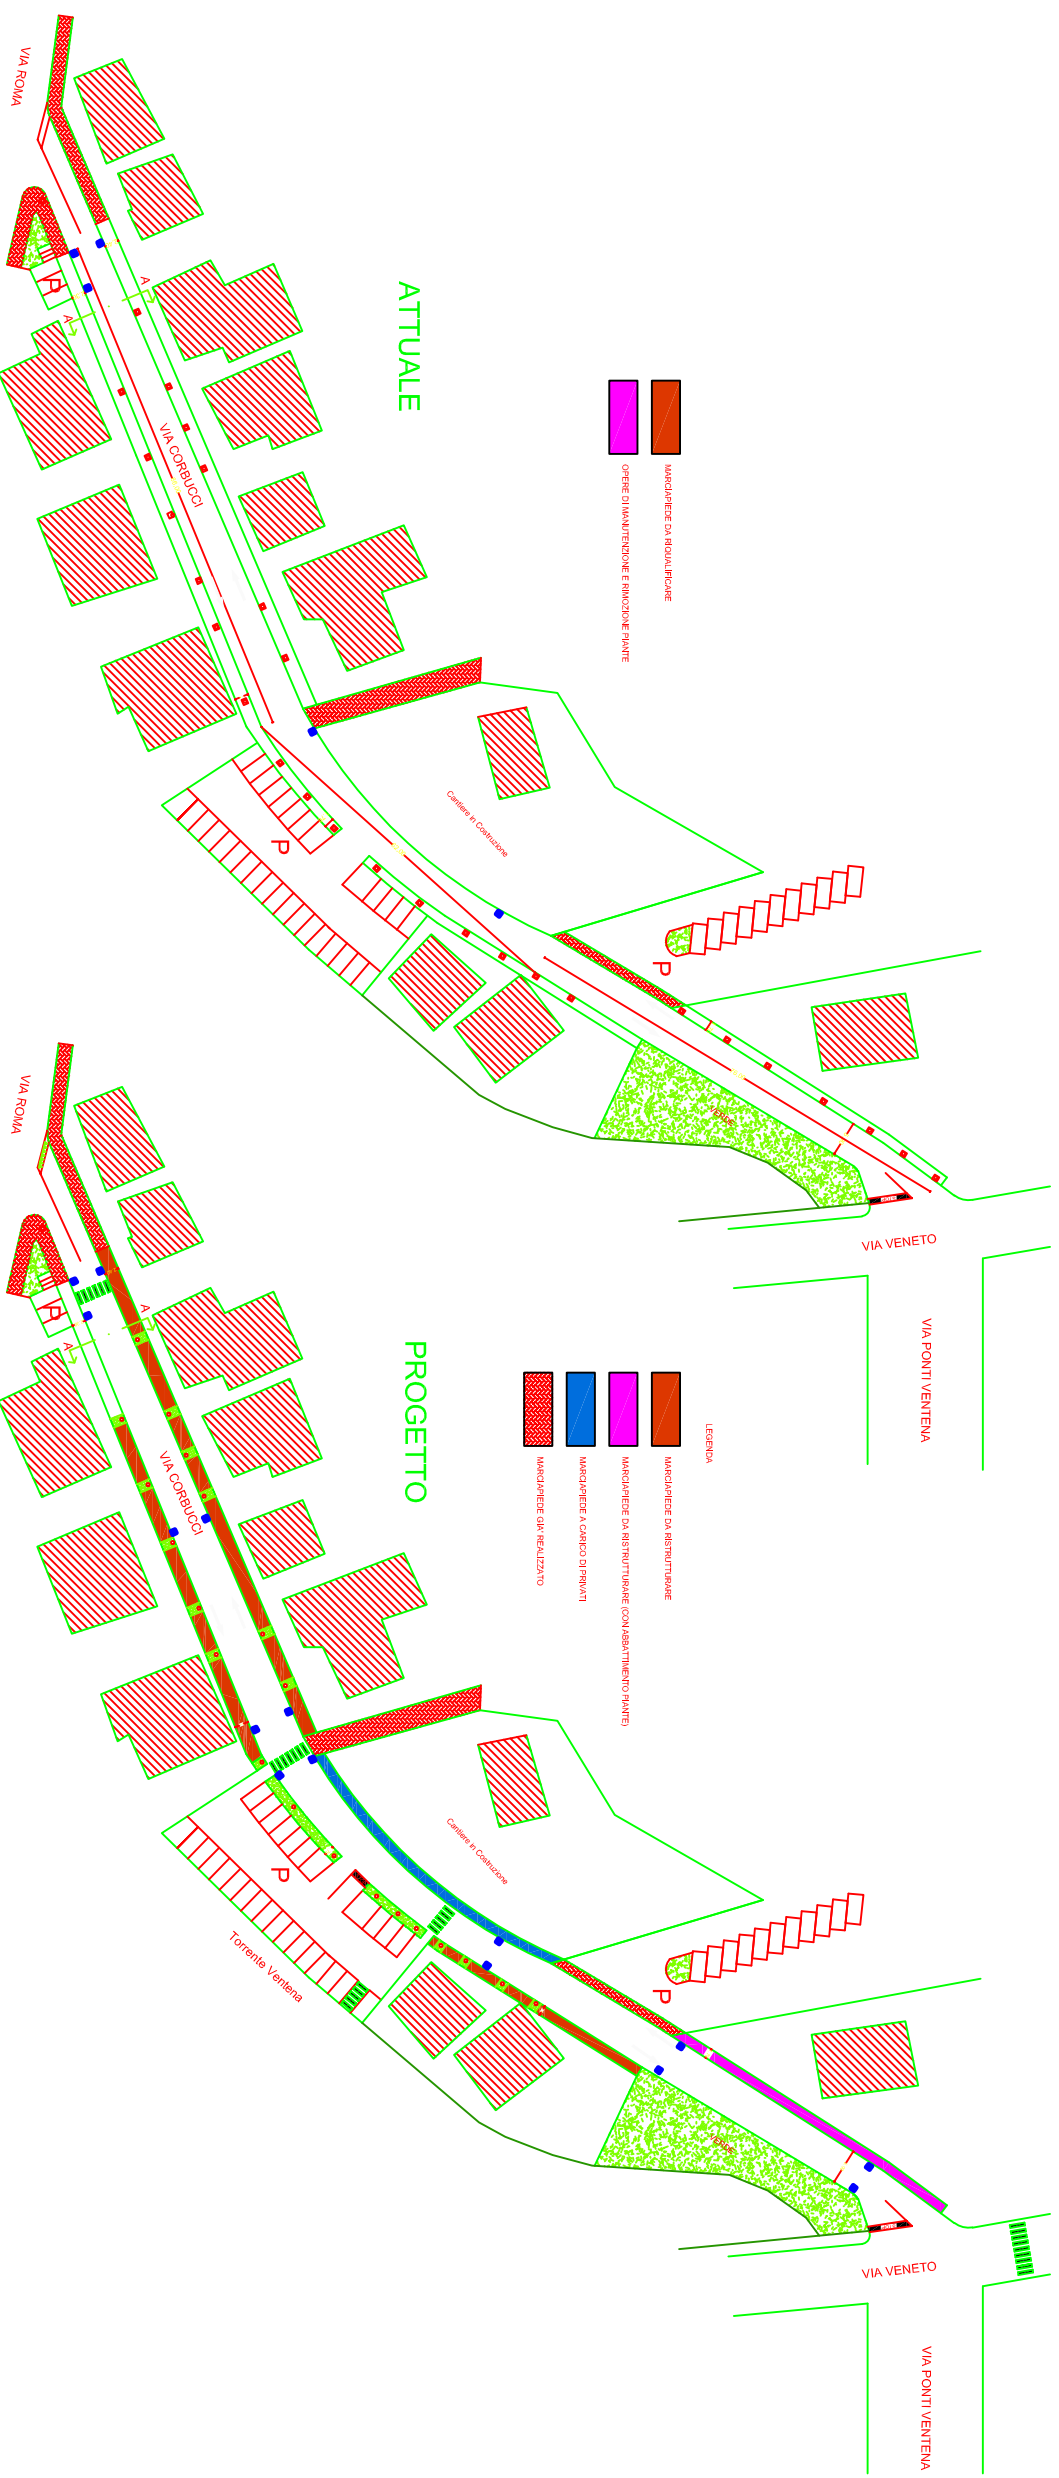 VIA ROMA
A
P
A
ATTUALE
MARCIAPIEDE DA RIQUALIFICARE
OPERE DI MANUTENZIONE E RIMOZIONE PIANTE
VIA CORBUCCI
Cantiere in Costruzione
P
P
VERDE
STOP
VIA VENETO
VIA PONTI VENTENA
VIA ROMA
A
P
A
PROGETTO
LEGENDA
MARCIAPIEDE DA RISTRUTTURARE
MARCIAPIEDE DA RISTRUTTURARE (CON ABBATTIMENTO PIANTE)
MARCIAPIEDE A CARICO DI PRIVATI
MARCIAPIEDE GIA' REALIZZATO
VIA CORBUCCI
Cantiere in Costruzione
P
Torrente Ventena
P
VERDE
STOP
VIA VENETO
VIA PONTI VENTENA